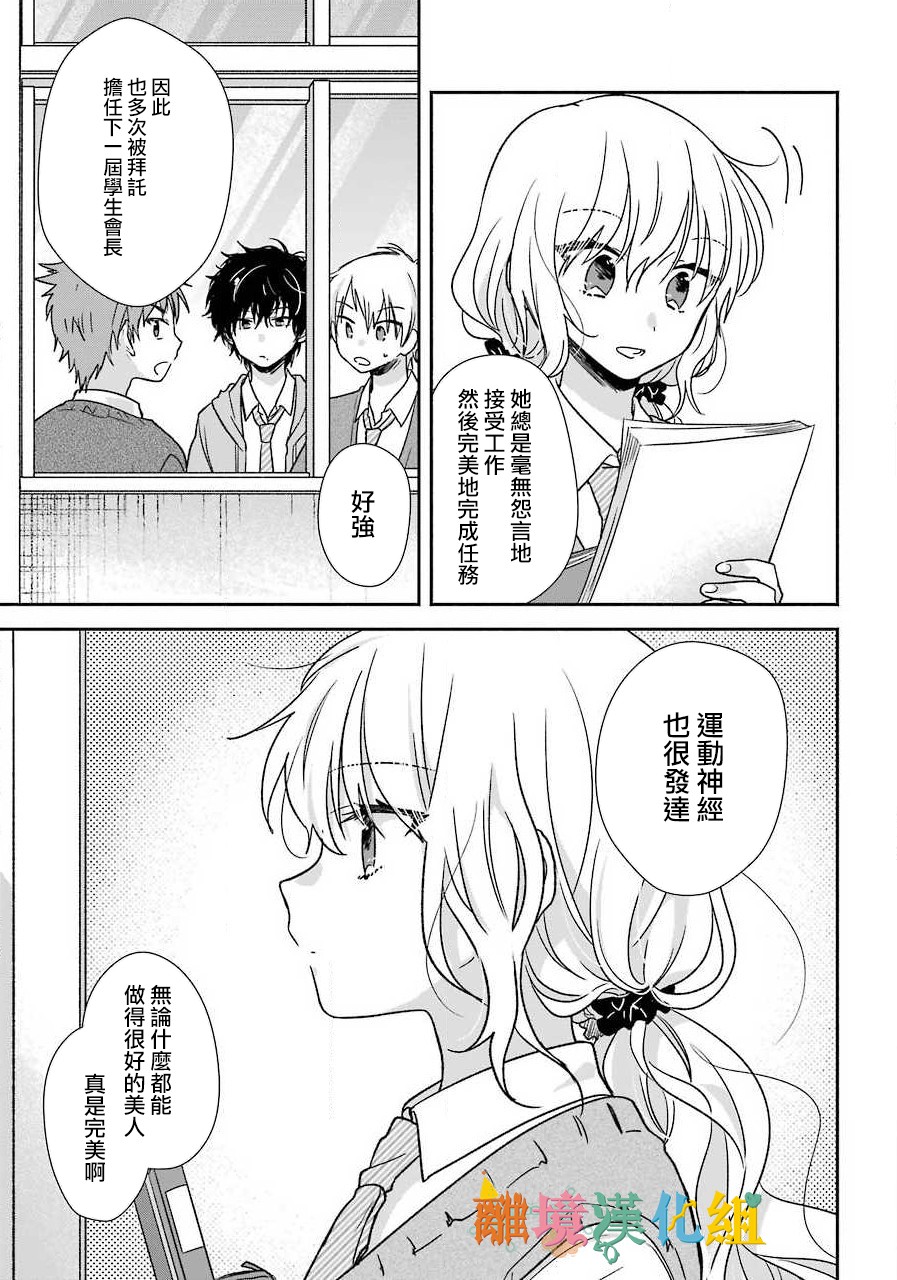 她總是毫無怨言地
接受工作
然後完美地完成任務
因此
也多次被拜託
擔任下一屆學生會長
好強
運動神經
也很發達
無論什麼都能
做得很好的美人
真是完美啊
離境漢化組